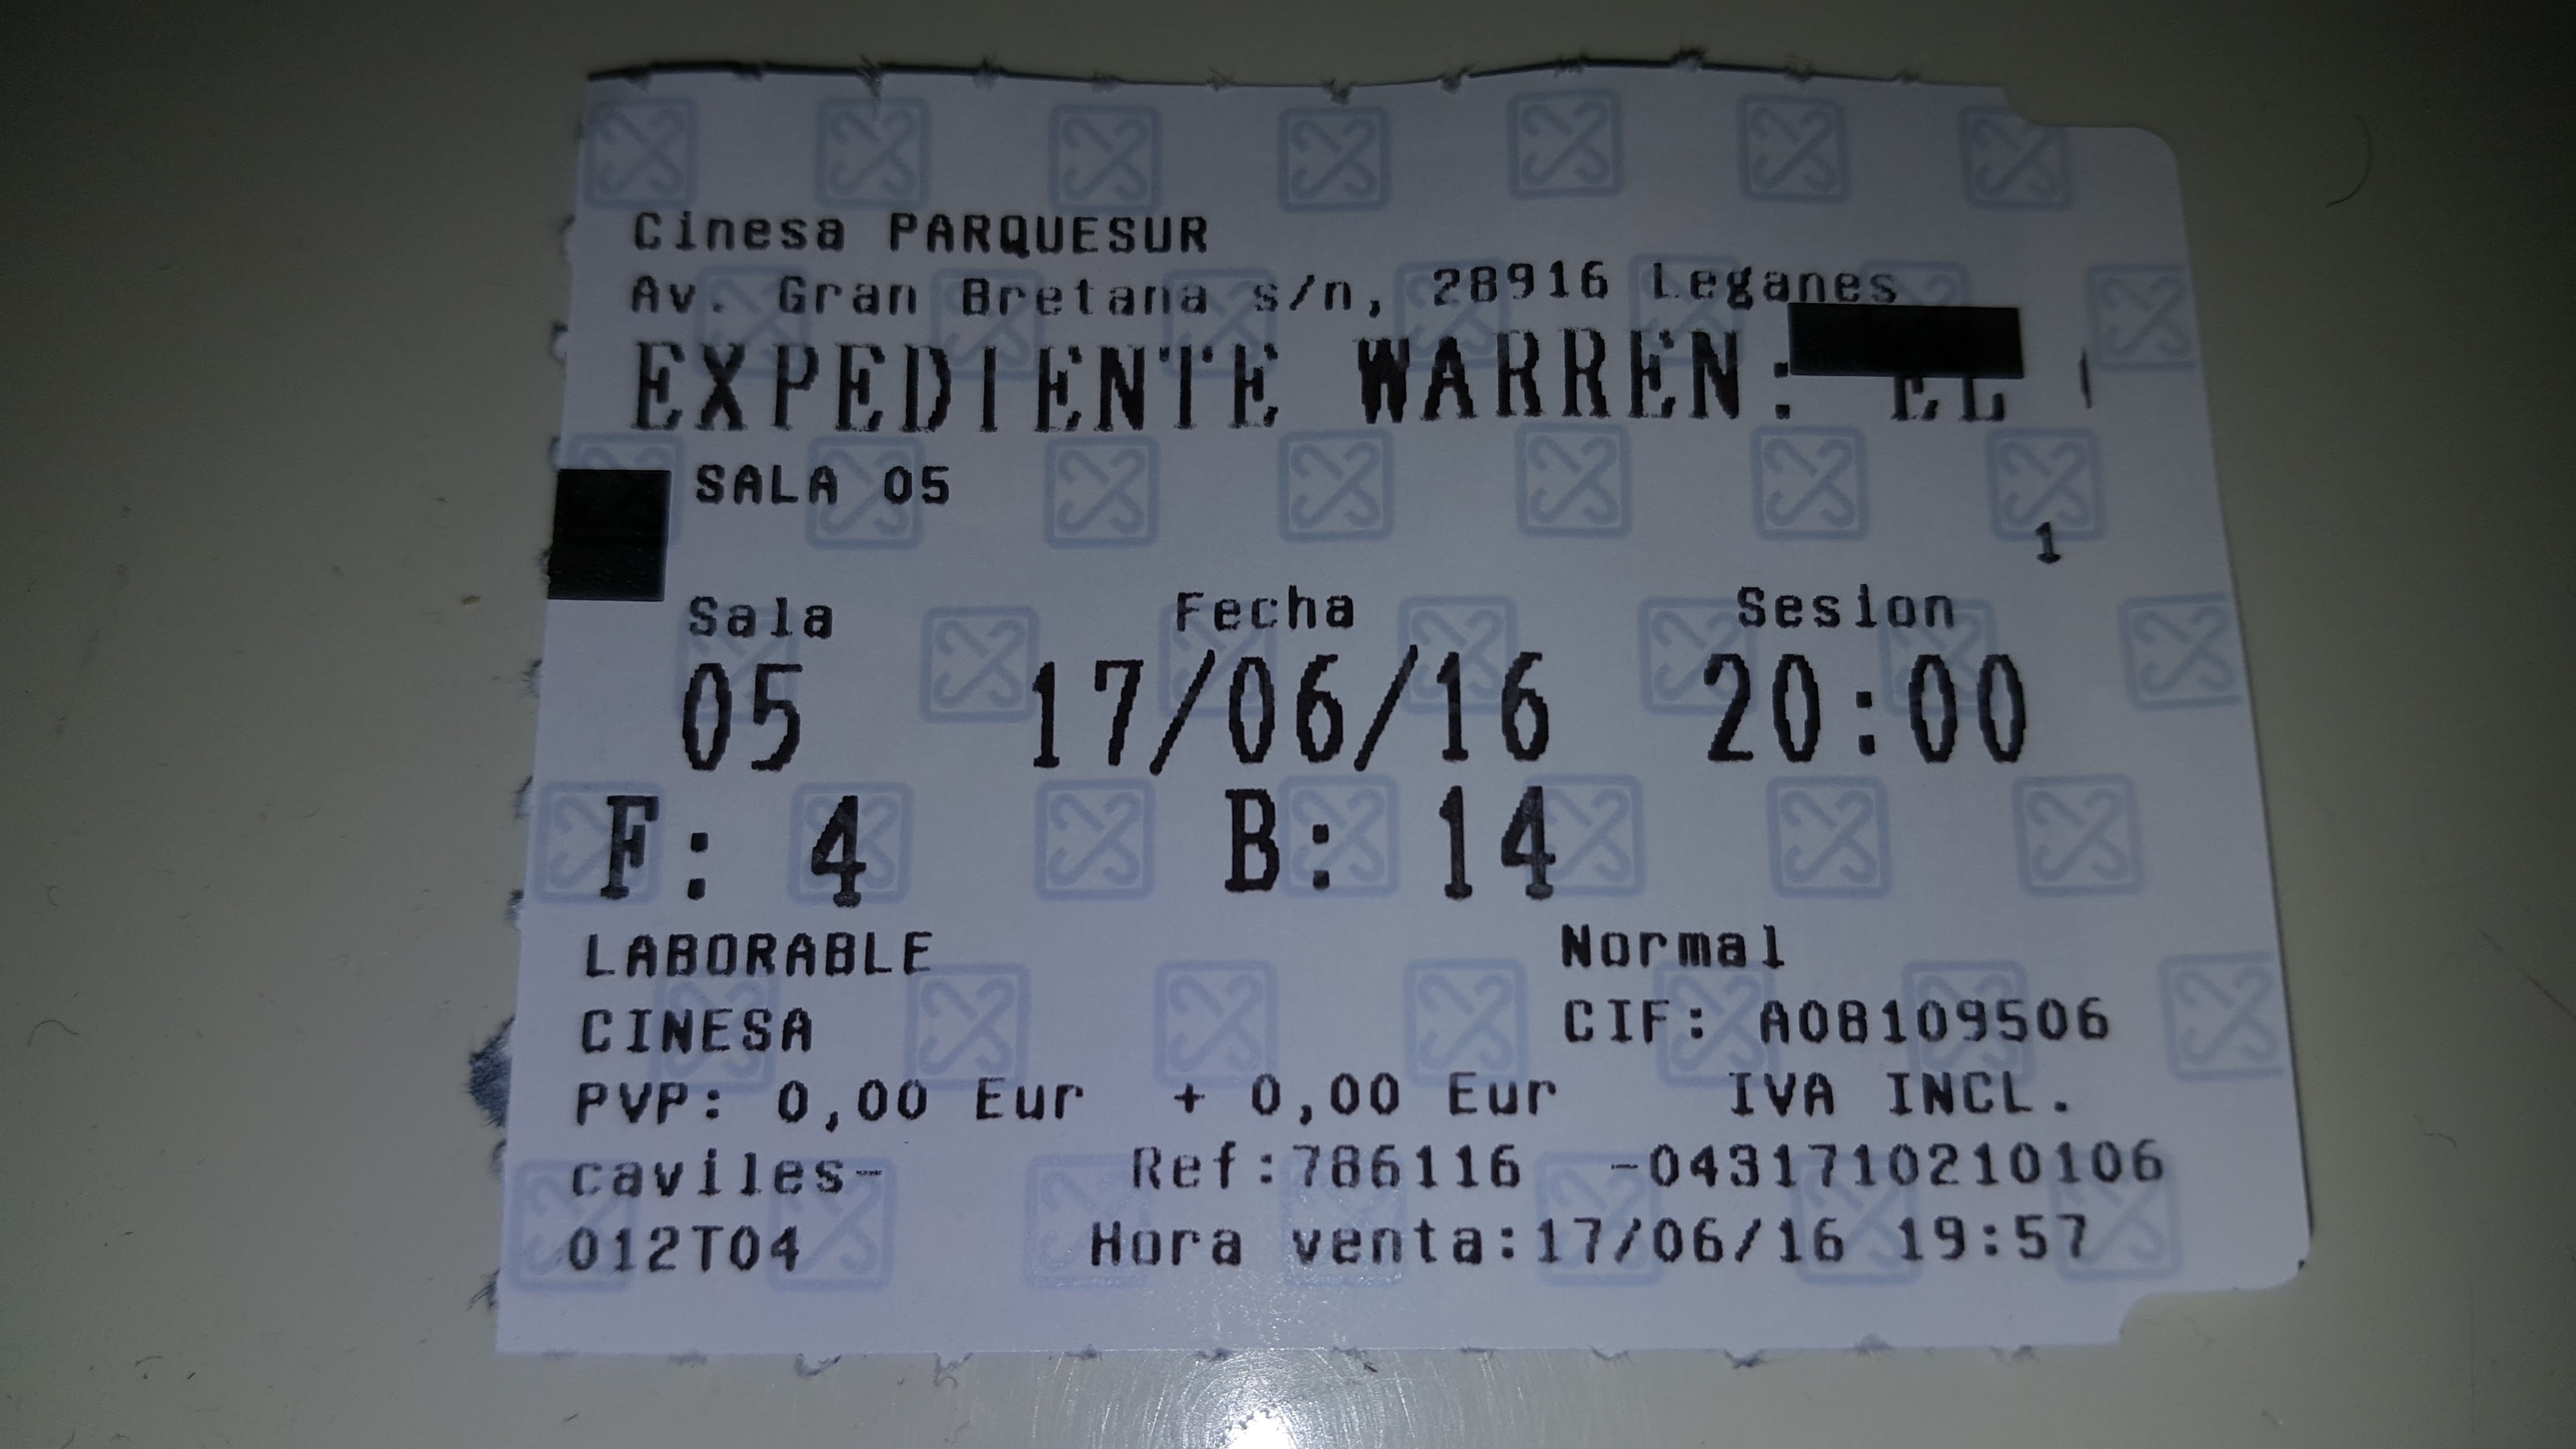 Cinesa PARQUESUR
Av. Gran Bretana s/n, 28916 Leganes
EXPEDIENTE WARREN: EL
SALA 05
1
Sala Fecha Sesion
05 17/06/16 20:00
F: 4 B: 14
LABORABLE Normal
CINESA CIF: A08109506
PVP: 0,00 Eur + 0,00 Eur IVA INCL.
caviles- Ref:786116 -0431710210106
012T04 Hora venta:17/06/16 19:57